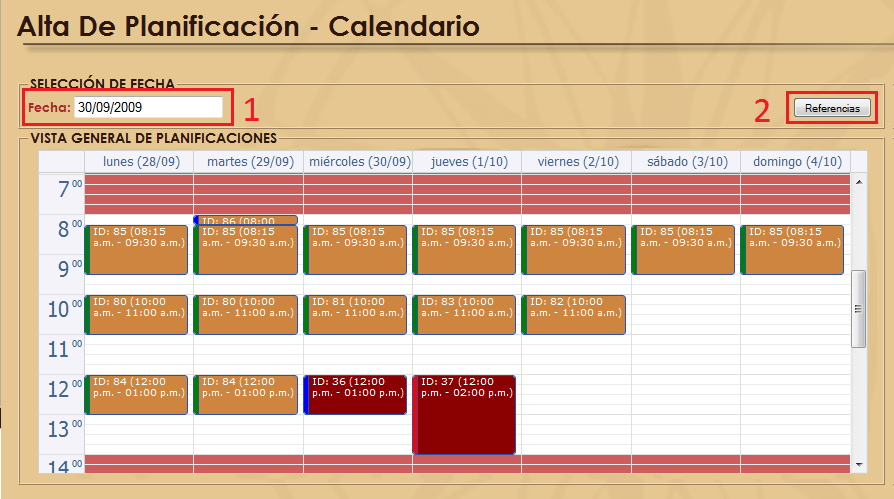 Alta De Planificación - Calendario
SELECCIÓN DE FECHA
Fecha: 30/09/2009 1
2 Referencias
VISTA GENERAL DE PLANIFICACIONES
lunes (28/09) martes (29/09) miércoles (30/09) jueves (1/10) viernes (2/10) sábado (3/10) domingo (4/10)
7 00
8 00
ID: 86 (08:00
ID: 85 (08:15 ID: 85 (08:15 ID: 85 (08:15 ID: 85 (08:15 ID: 85 (08:15 ID: 85 (08:15 ID: 85 (08:15
a.m. - 09:30 a.m.) a.m. - 09:30 a.m.) a.m. - 09:30 a.m.) a.m. - 09:30 a.m.) a.m. - 09:30 a.m.) a.m. - 09:30 a.m.) a.m. - 09:30 a.m.)
9 00
10 00
ID: 80 (10:00 ID: 80 (10:00 ID: 81 (10:00 ID: 83 (10:00 ID: 82 (10:00
a.m. - 11:00 a.m.) a.m. - 11:00 a.m.) a.m. - 11:00 a.m.) a.m. - 11:00 a.m.) a.m. - 11:00 a.m.)
11 00
12 00
ID: 84 (12:00 ID: 84 (12:00 ID: 36 (12:00 ID: 37 (12:00
p.m. - 01:00 p.m.) p.m. - 01:00 p.m.) p.m. - 01:00 p.m.) p.m. - 02:00 p.m.)
13 00
14 00